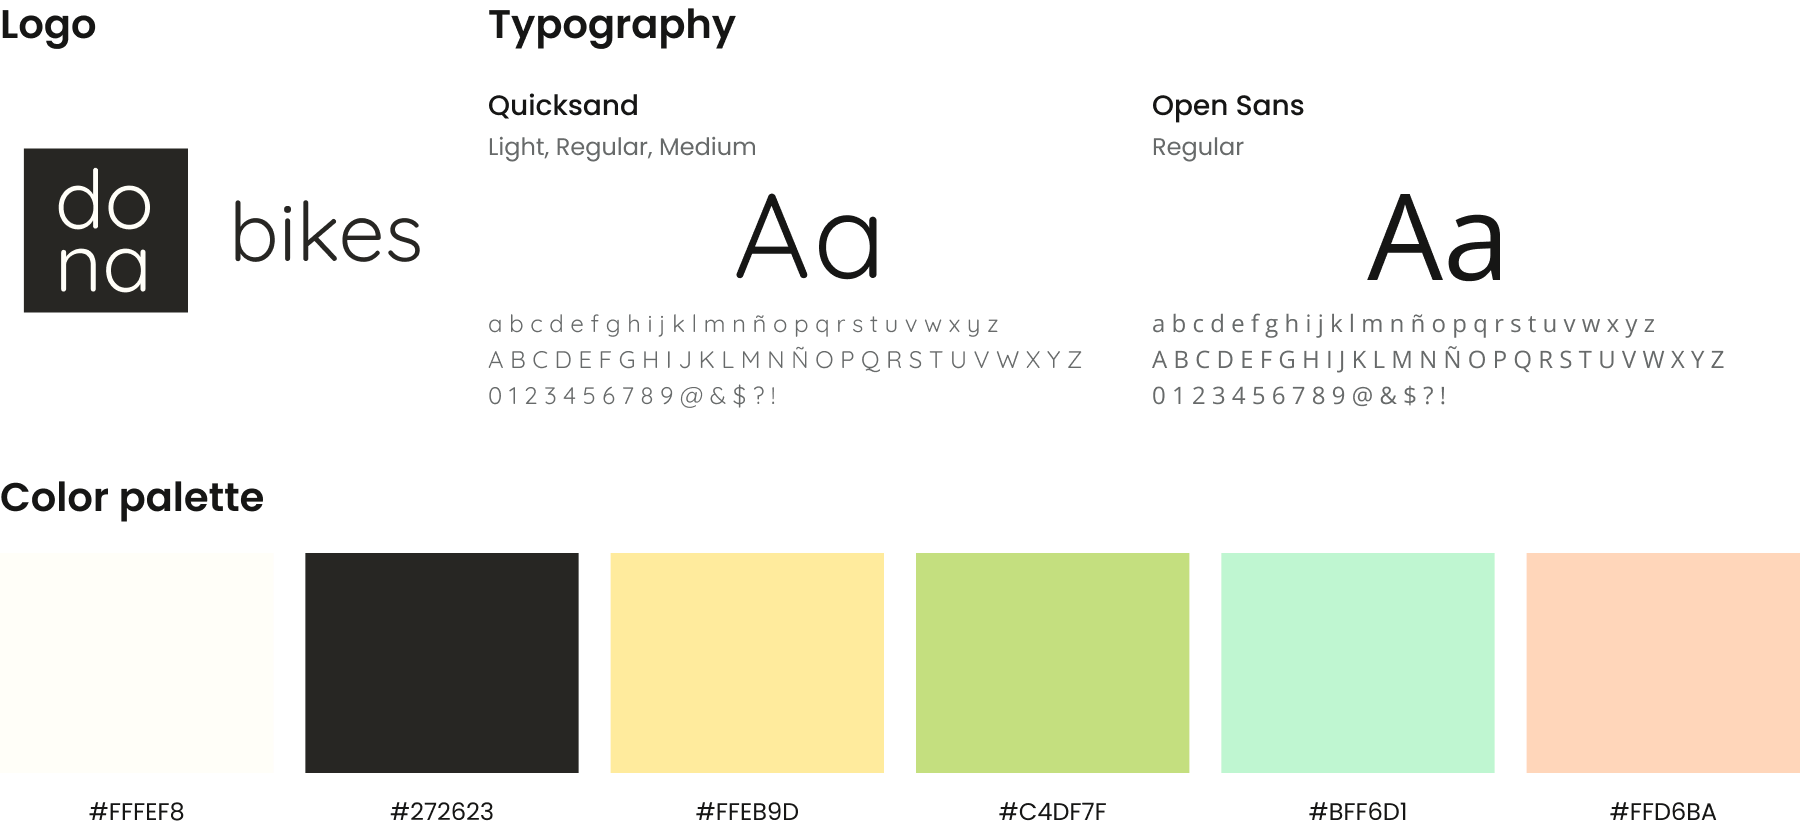 Logo
Typography
do
na
bikes
Quicksand
Light, Regular, Medium
Aa
a b c d e f g h i j k l m n ñ o p q r s t u v w x y z
A B C D E F G H I J K L M N Ñ O P Q R S T U V W X Y Z
0 1 2 3 4 5 6 7 8 9 @ & $ ? !
Open Sans
Regular
Aa
a b c d e f g h i j k l m n ñ o p q r s t u v w x y z
A B C D E F G H I J K L M N Ñ O P Q R S T U V W X Y Z
0 1 2 3 4 5 6 7 8 9 @ & $ ? !
Color palette
#FFFEF8
#272623
#FFEB9D
#C4DF7F
#BFF6D1
#FFD6BA